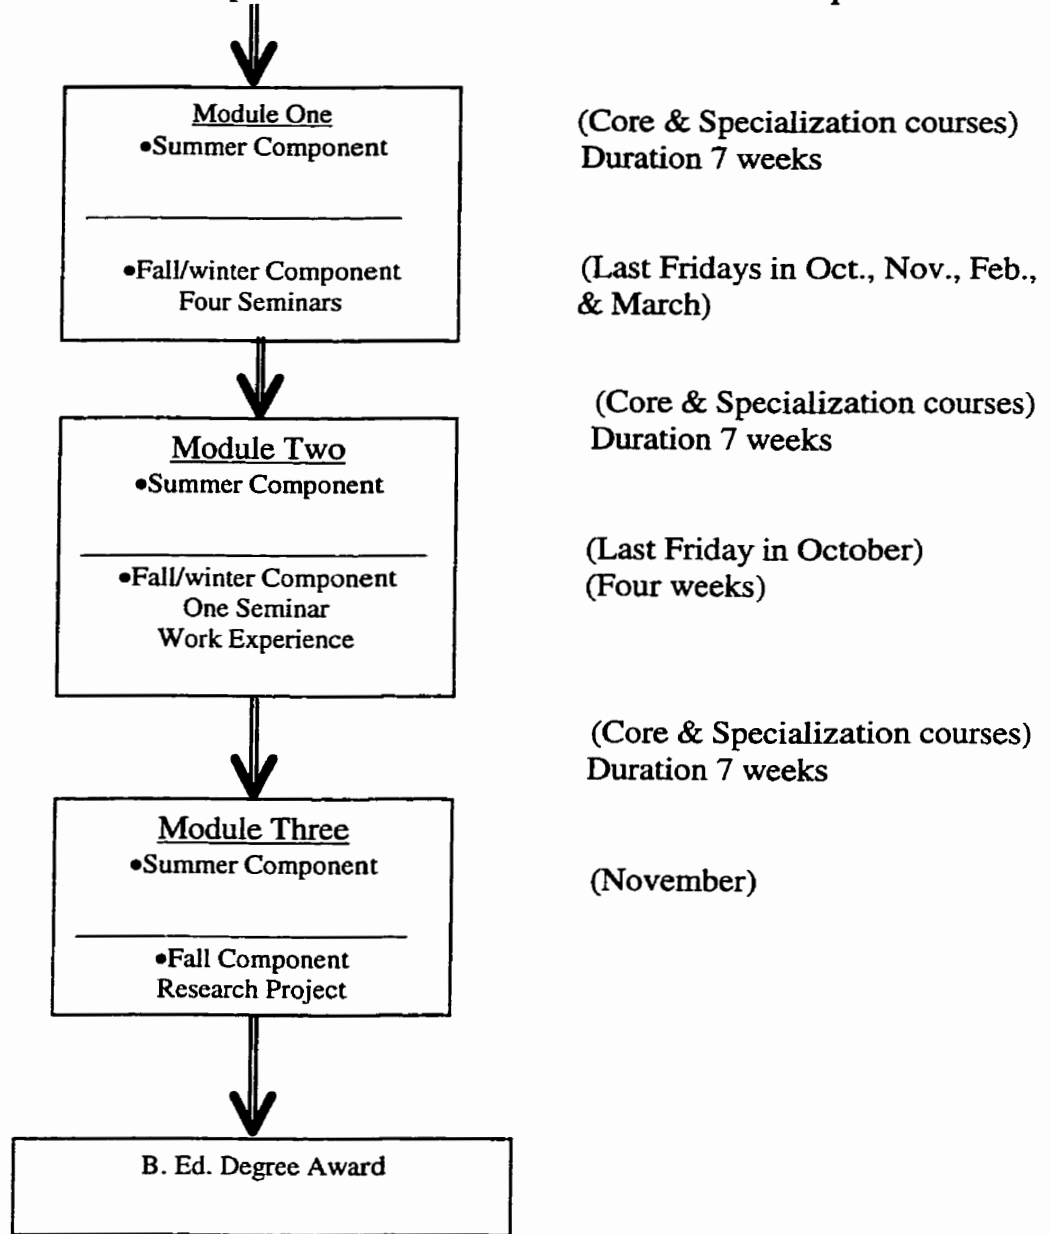 Module One
•Summer Component
(Core & Specialization courses)
Duration 7 weeks
•Fall/winter Component
Four Seminars
(Last Fridays in Oct., Nov., Feb.,
& March)
Module Two
•Summer Component
(Core & Specialization courses)
Duration 7 weeks
•Fall/winter Component
One Seminar
Work Experience
(Last Friday in October)
(Four weeks)
Module Three
•Summer Component
(Core & Specialization courses)
Duration 7 weeks
•Fall Component
Research Project
(November)
B. Ed. Degree Award